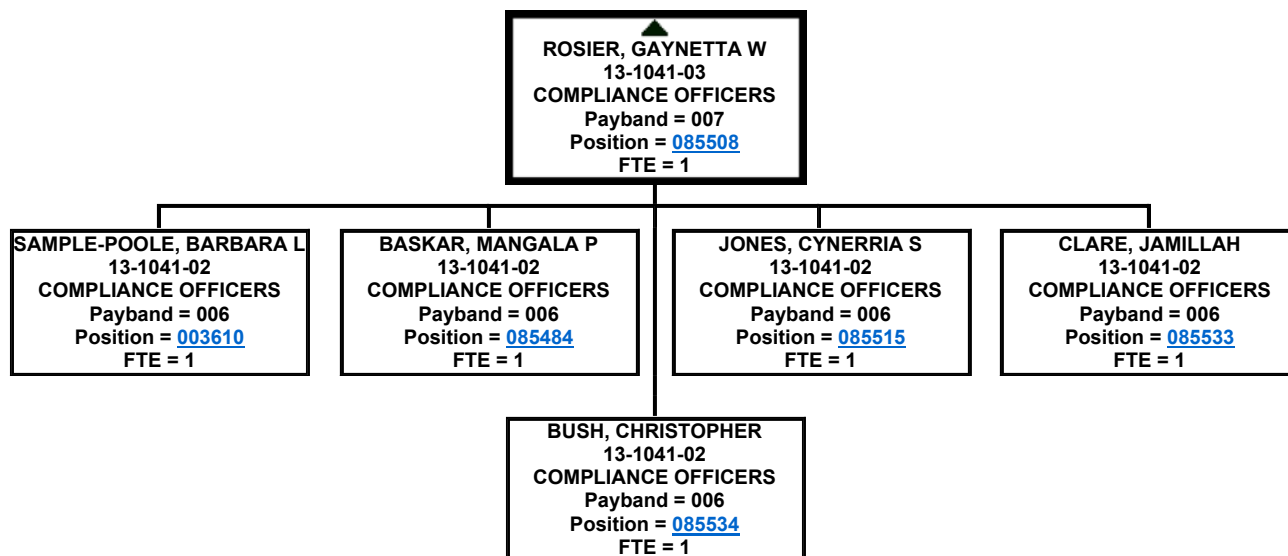 ROSIER, GAYNETTA W
13-1041-03
COMPLIANCE OFFICERS
Payband = 007
Position = 085508
FTE = 1
SAMPLE-POOLE, BARBARA L
13-1041-02
COMPLIANCE OFFICERS
Payband = 006
Position = 003610
FTE = 1
BASKAR, MANGALA P
13-1041-02
COMPLIANCE OFFICERS
Payband = 006
Position = 085484
FTE = 1
JONES, CYNERRIA S
13-1041-02
COMPLIANCE OFFICERS
Payband = 006
Position = 085515
FTE = 1
CLARE, JAMILLAH
13-1041-02
COMPLIANCE OFFICERS
Payband = 006
Position = 085533
FTE = 1
BUSH, CHRISTOPHER
13-1041-02
COMPLIANCE OFFICERS
Payband = 006
Position = 085534
FTE = 1